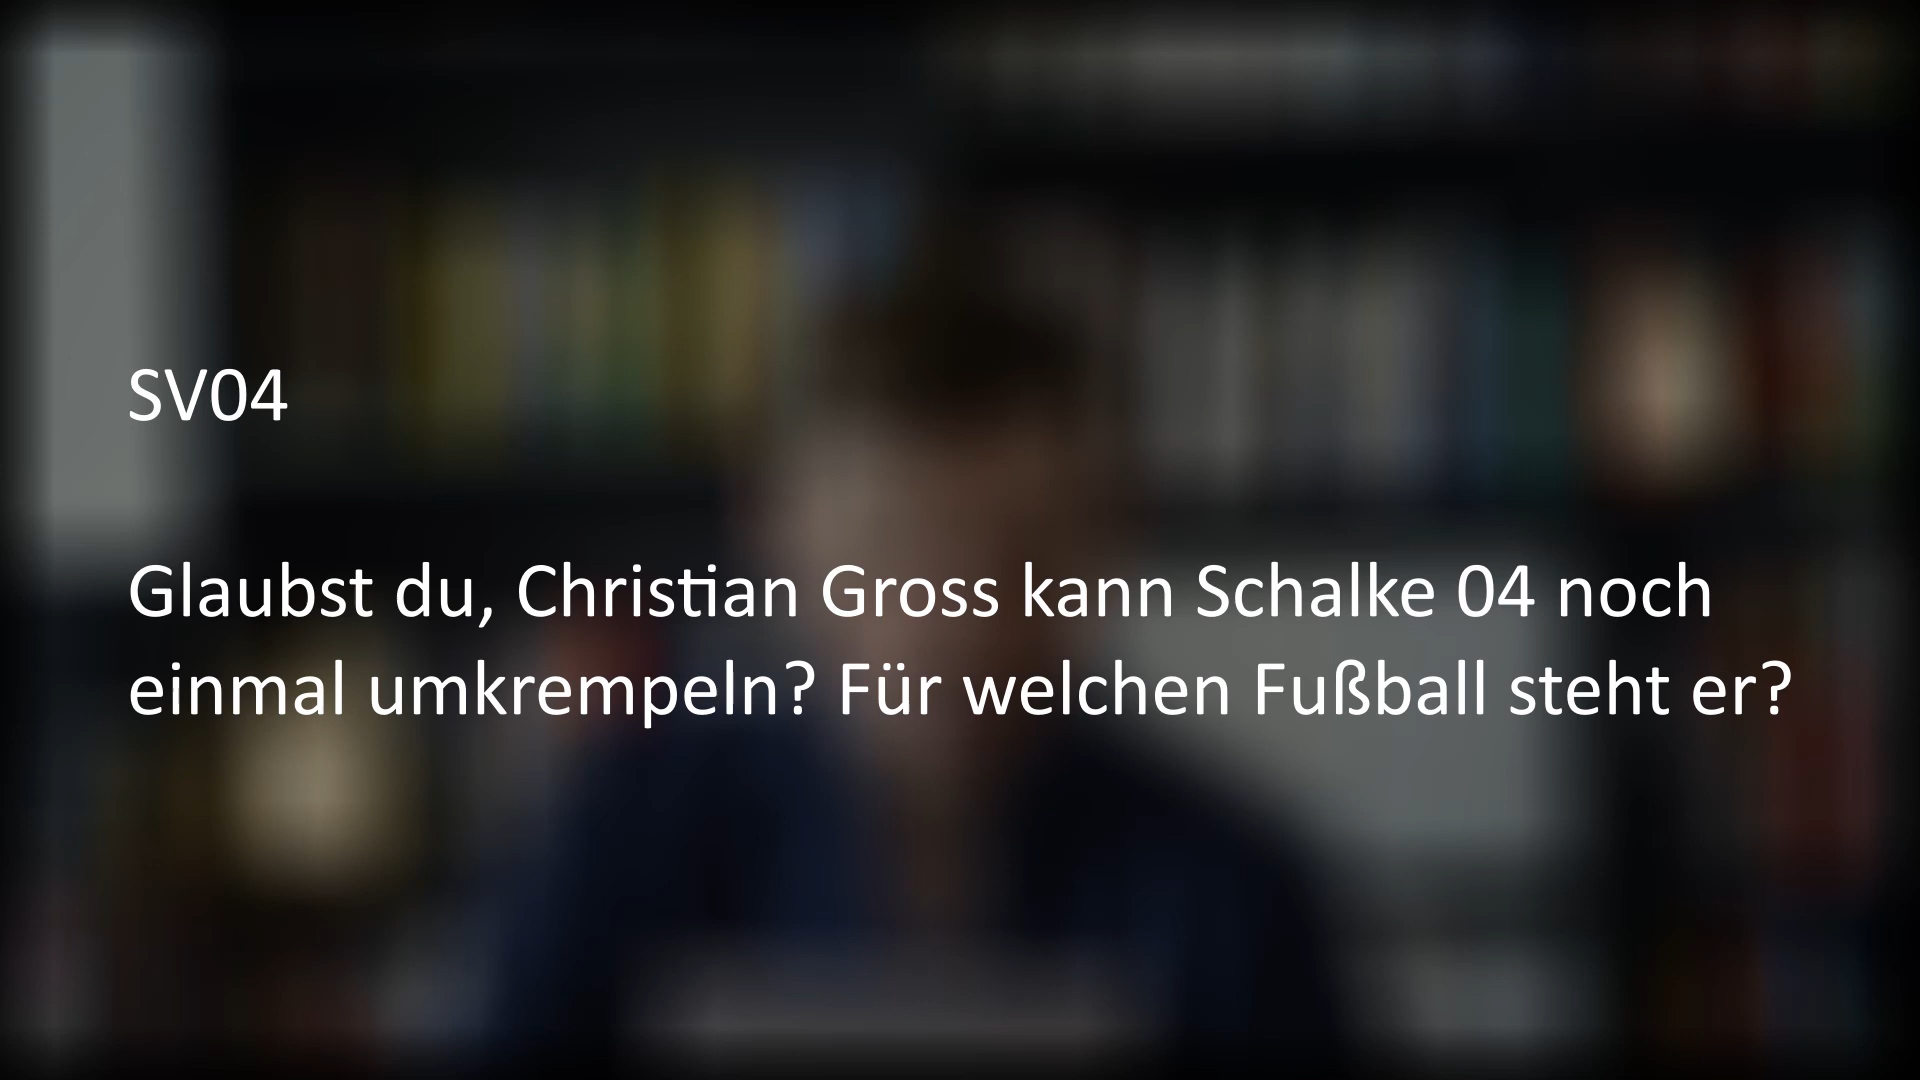 SV04
Glaubst du, Christian Gross kann Schalke 04 noch
einmal umkrempeln? Für welchen Fußball steht er?